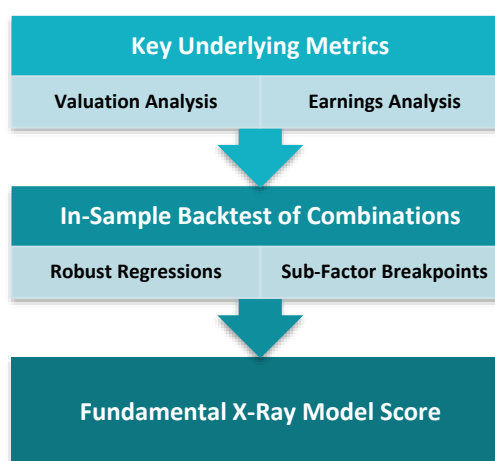 Key Underlying Metrics
Valuation Analysis
Earnings Analysis
In-Sample Backtest of Combinations
Robust Regressions
Sub-Factor Breakpoints
Fundamental X-Ray Model Score